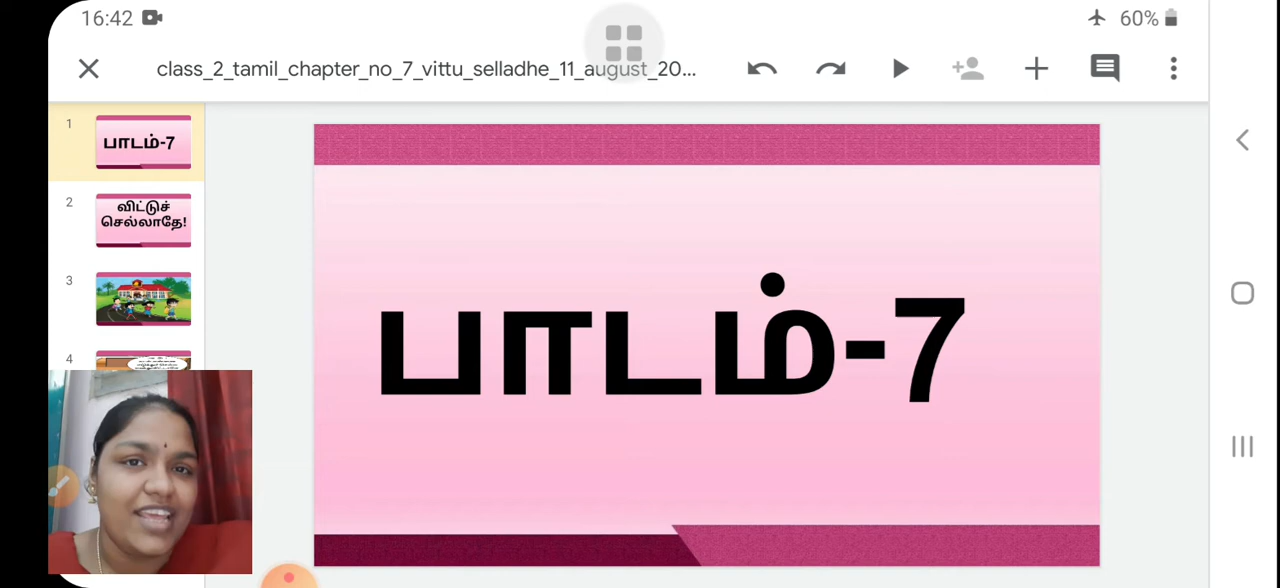 16:42
60%
class_2_tamil_chapter_no_7_vittu_selladhe_11_august_20...
1
பாடம்-7
2
விட்டுச்
செல்லாதே!
3
4
பாடம்-7